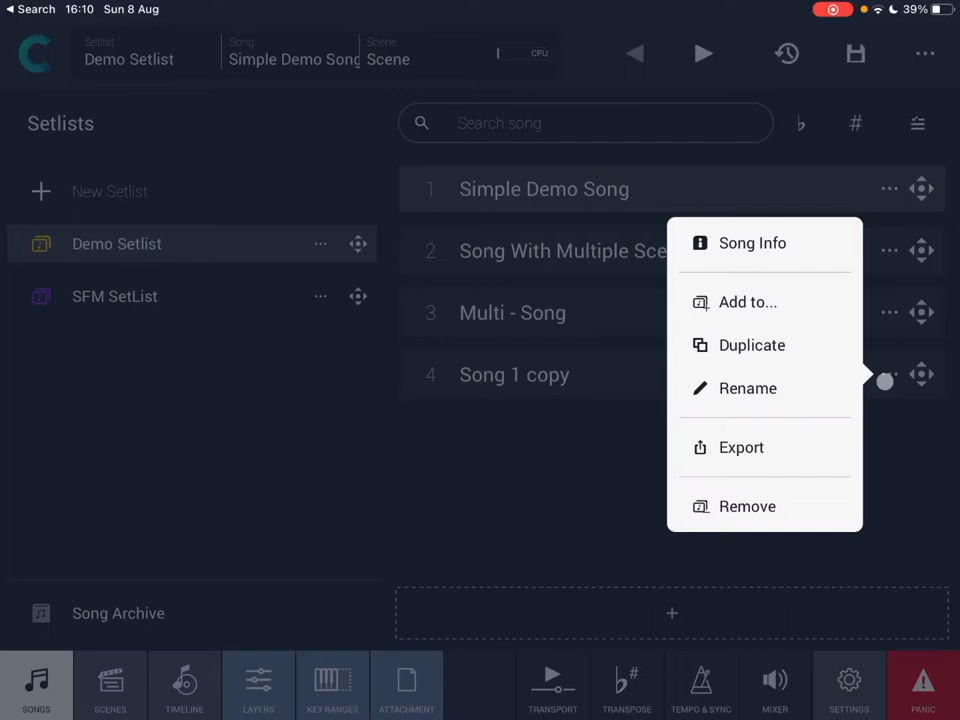 Search 16:10 Sun 8 Aug 39%
Setlist
Demo Setlist
Song
Simple Demo Song
Scene
Scene
CPU
Setlists
Search song
New Setlist
Demo Setlist
SFM SetList
1 Simple Demo Song
2 Song With Multiple Sce
3 Multi - Song
4 Song 1 copy
Song Info
Add to...
Duplicate
Rename
Export
Remove
Song Archive
SONGS
SCENES
TIMELINE
LAYERS
KEY RANGES
ATTACHMENT
TRANSPORT
TRANSPOSE
TEMPO & SYNC
MIXER
SETTINGS
PANIC